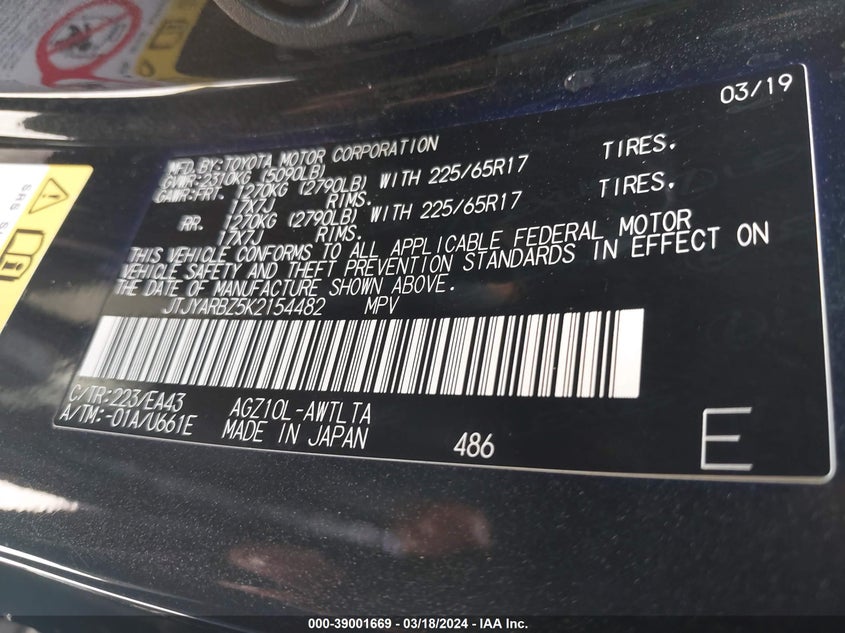 03/19
MFD.BY:TOYOTA MOTOR CORPORATION
GVWR:2310KG (5090LB)
GAWR:FRT. 1270KG (2790LB) WITH 225/65R17 TIRES.
17X7J RIMS.
RR. 1270KG (2790LB) WITH 225/65R17 TIRES.
17X7J RIMS.
THIS VEHICLE CONFORMS TO ALL APPLICABLE FEDERAL MOTOR
VEHICLE SAFETY AND THEFT PREVENTION STANDARDS IN EFFECT ON
THE DATE OF MANUFACTURE SHOWN ABOVE.
JTJYARBZ5K2154482 MPV
C/TR:223/EA43 AGZ10L-AWTLTA
A/TM:-01A/U661E MADE IN JAPAN
486
E
SRS
000-39001669 - 03/18/2024 - IAA Inc.